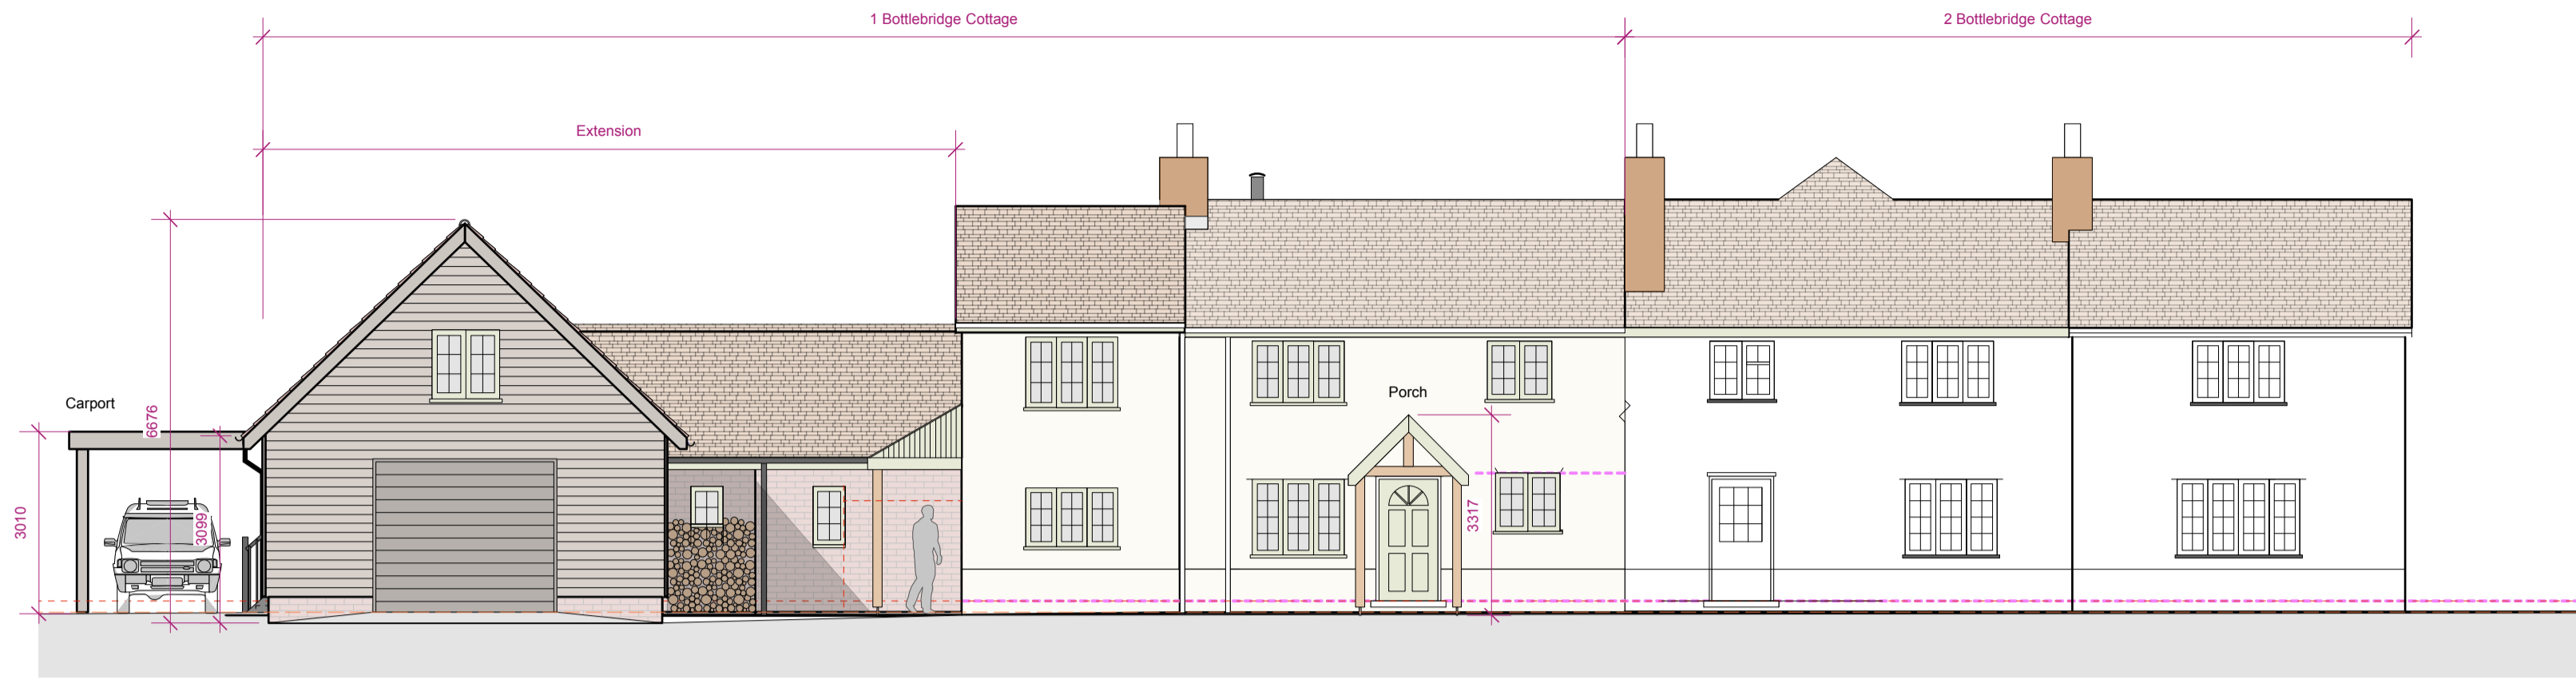 1 Bottlebridge Cottage
2 Bottlebridge Cottage
Extension
Porch
Carport
6676
3010
3099
3317